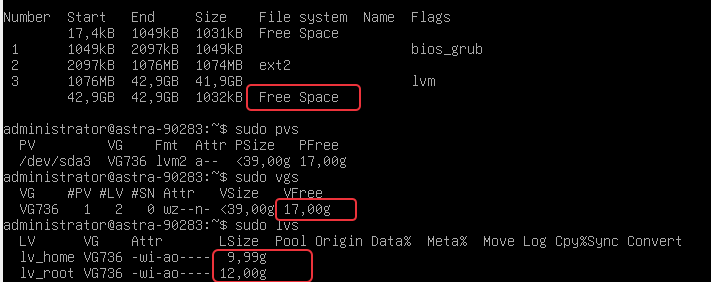 Number  Start   End     Size    File system  Name  Flags
        17,4kB  1049kB  1031kB  Free Space
 1      1049kB  2097kB  1049kB                     bios_grub
 2      2097kB  1076MB  1074MB  ext2
 3      1076MB  42,9GB  41,9GB                     lvm
        42,9GB  42,9GB  1032kB  Free Space
administrator@astra-90283:~$ sudo pvs
  PV         VG    Fmt  Attr PSize   PFree
  /dev/sda3  VG736 lvm2 a--  <39,00g 17,00g
administrator@astra-90283:~$ sudo vgs
  VG    #PV #LV #SN Attr   VSize   VFree
  VG736   1   2   0 wz--n- <39,00g 17,00g
administrator@astra-90283:~$ sudo lvs
  LV      VG    Attr       LSize  Pool Origin Data%  Meta%  Move Log Cpy%Sync Convert
  lv_home VG736 -wi-ao----  9,99g
  lv_root VG736 -wi-ao---- 12,00g